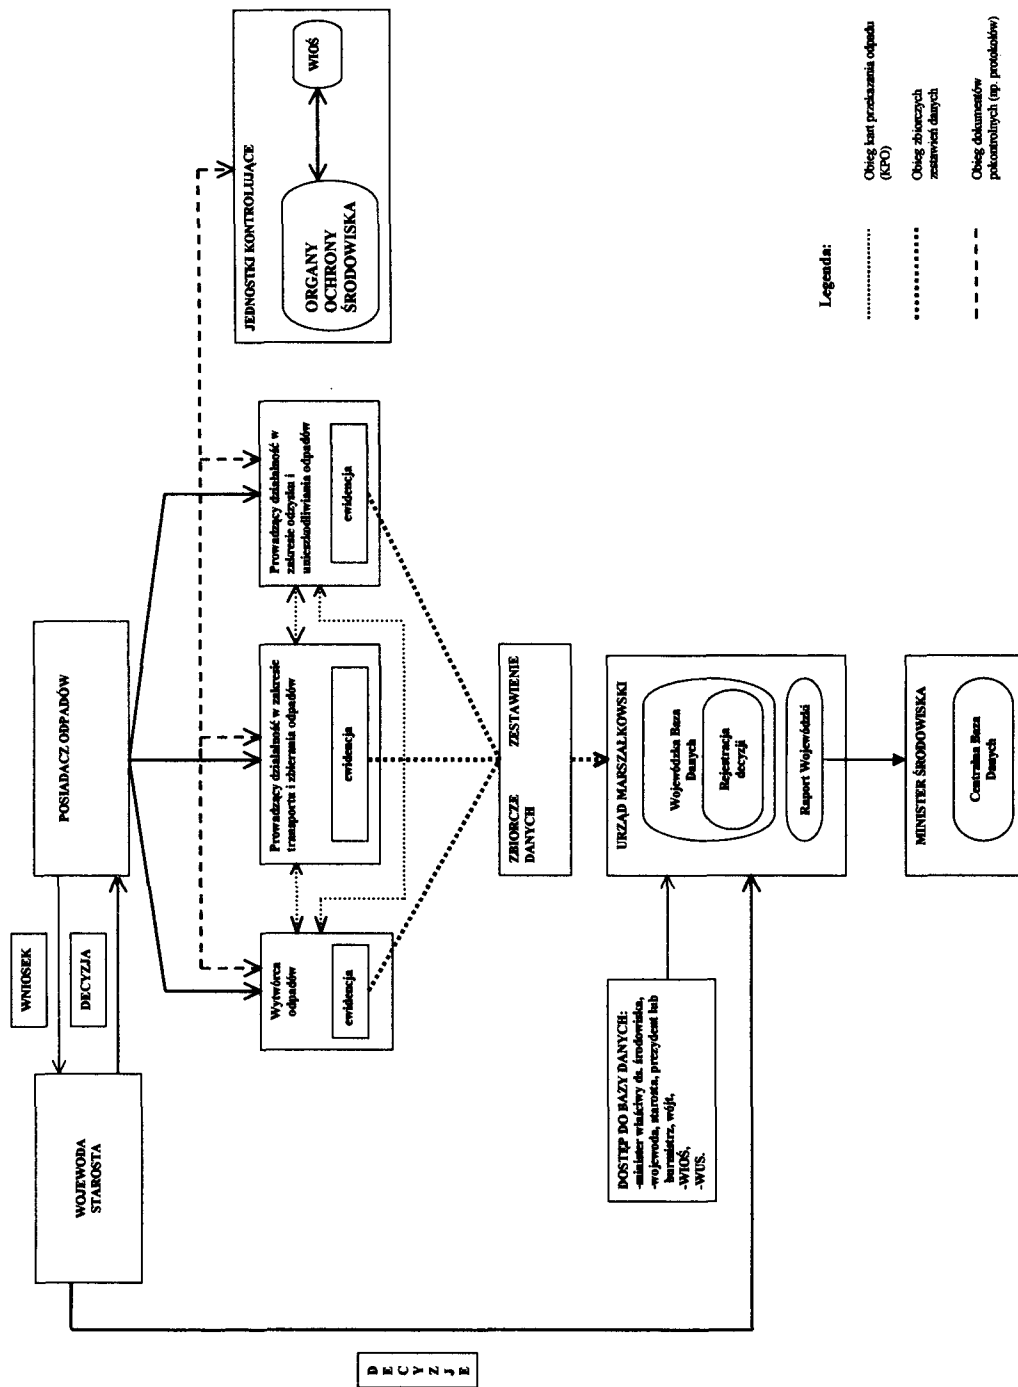 WNIOSEK
DECYZJA
WOJEWODA
STAROSTA
POSIADACZ ODPADÓW
JEDNOSTKI KONTROLUJĄCE
ORGANY
OCHRONY
ŚRODOWISKA
WIOŚ
Wytwórca
odpadów
ewidencja
Prowadzący działalność w zakresie
transportu i zbierania odpadów
ewidencja
Prowadzący działalność w
zakresie odzysku i
unieszkodliwiania odpadów
ewidencja
ZBIORCZE ZESTAWIENIE
DANYCH
DECYZJE
DOSTĘP DO BAZY DANYCH:
-minister właściwy ds. środowiska,
-wojewoda, starosta, prezydent lub
burmistrz, wójt,
-WIOŚ,
-WUS.
URZĄD MARSZAŁKOWSKI
Wojewódzka Baza
Danych
Rejestracja
decyzji
Raport Wojewódzki
MINISTER ŚRODOWISKA
Centralna Baza
Danych
Legenda:
Obieg kart przekazania odpadu
(KPO)
Obieg zbiorczych
zestawień danych
Obieg dokumentów
pokontrolnych (np. protokołów)